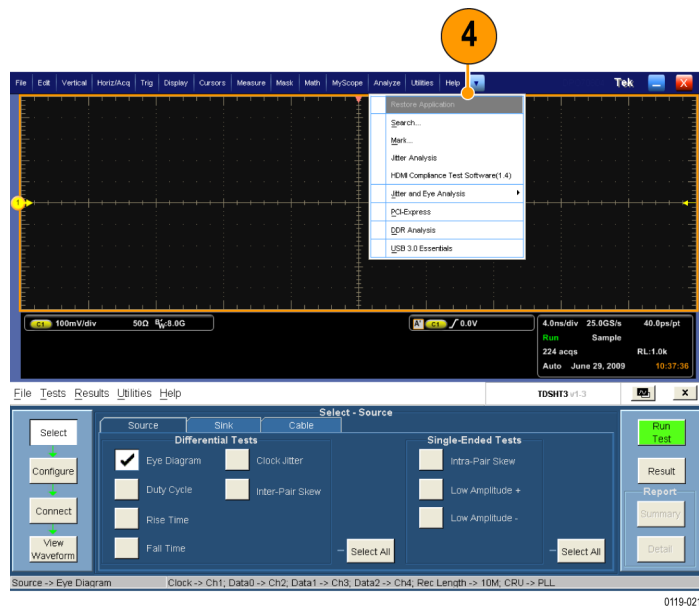 4
File Edit Vertical Horiz/Acq Trig Display Cursors Measure Mask Math MyScope Analyze Utilities Help Tek X
Restore Application
Search...
Mark...
Jitter Analysis
HDMI Compliance Test Software(1.4)
Jitter and Eye Analysis
PCI-Express
DDR Analysis
USB 3.0 Essentials
1
C1 100mV/div 50Ω BW:8.0G
A' C1 0.0V
4.0ns/div 25.0GS/s 40.0ps/pt
Run Sample
224 acqs RL:1.0k
Auto June 29, 2009 10:37:36
File Tests Results Utilities Help TDSHT3 v1-3 x
Select - Source
Source Sink Cable
Select
Configure
Connect
View
Waveform
Differential Tests
Eye Diagram Clock Jitter
Duty Cycle Inter-Pair Skew
Rise Time
Fall Time
Select All
Single-Ended Tests
Intra-Pair Skew
Low Amplitude +
Low Amplitude -
Select All
Run
Test
Result
Report
Summary
Detail
Source -> Eye Diagram Clock -> Ch1; Data0 -> Ch2; Data1 -> Ch3; Data2 -> Ch4; Rec Length -> 10M; CRU -> PLL